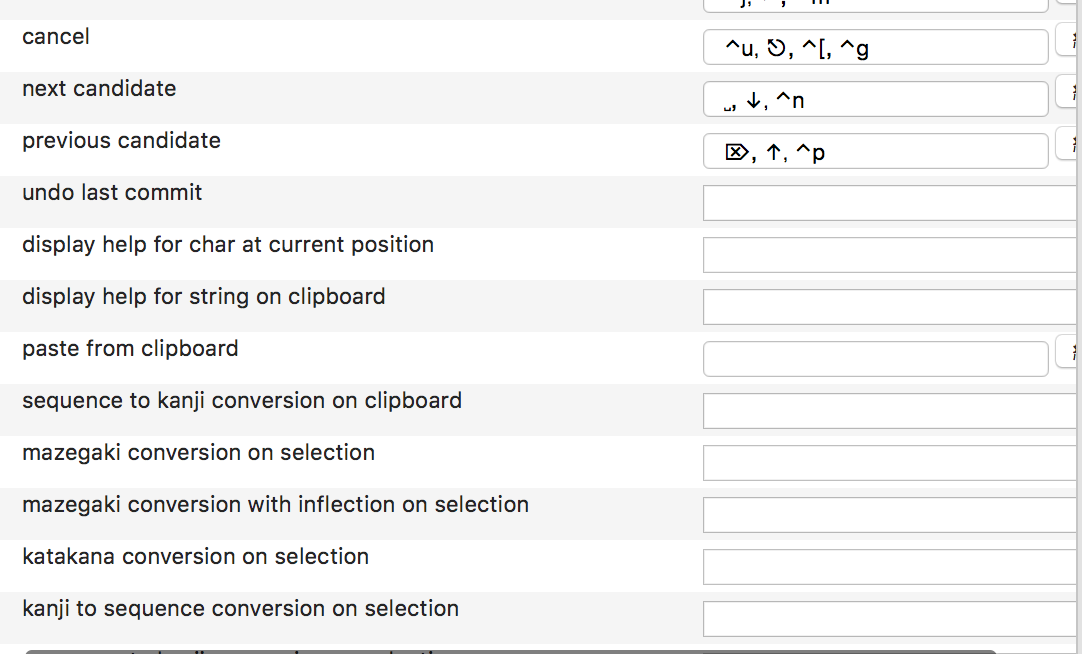 cancel
^u, ⎋, ^[, ^g
next candidate
␣, ↓, ^n
previous candidate
⌦, ↑, ^p
undo last commit
display help for char at current position
display help for string on clipboard
paste from clipboard
sequence to kanji conversion on clipboard
mazegaki conversion on selection
mazegaki conversion with inflection on selection
katakana conversion on selection
kanji to sequence conversion on selection